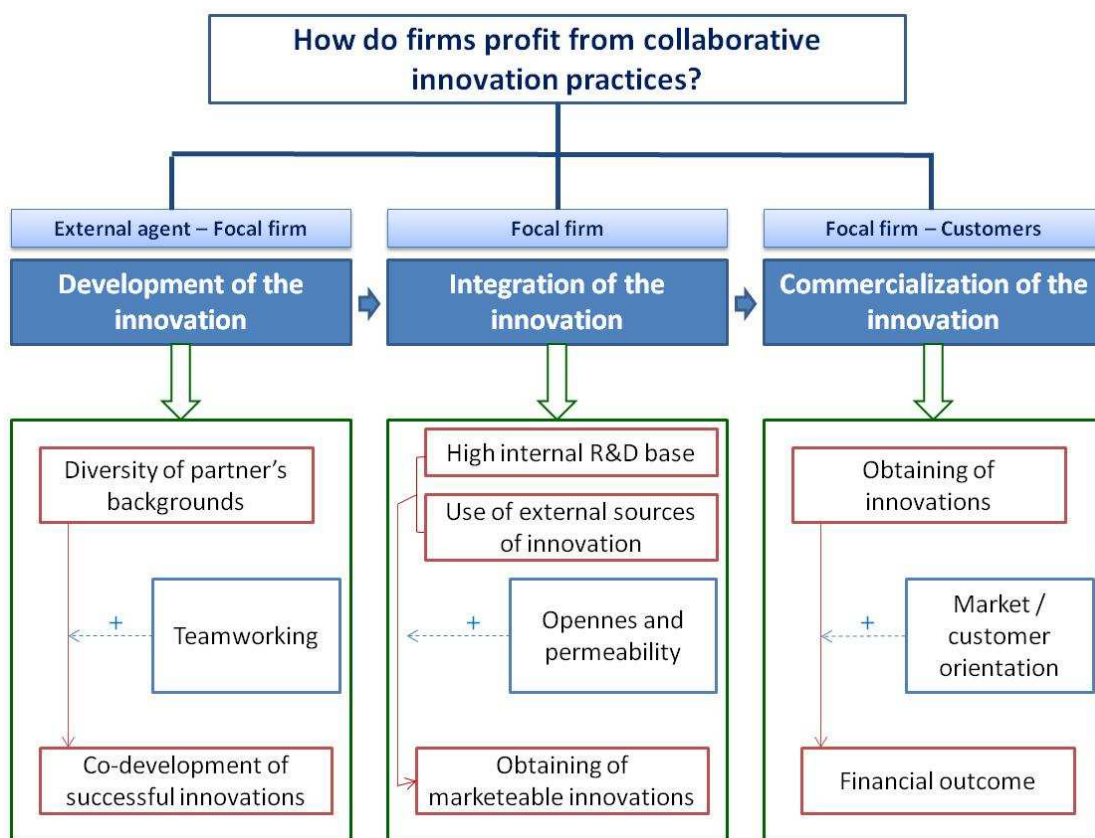 How do firms profit from collaborative
innovation practices?
External agent – Focal firm
Development of the
innovation
Focal firm
Integration of the
innovation
Focal firm – Customers
Commercialization of the
innovation
Diversity of partner's
backgrounds
+
Teamworking
Co-development of
successful innovations
High internal R&D base
Use of external sources
of innovation
+
Opennes and
permeability
Obtaining of
marketeable innovations
Obtaining of
innovations
+
Market /
customer
orientation
Financial outcome